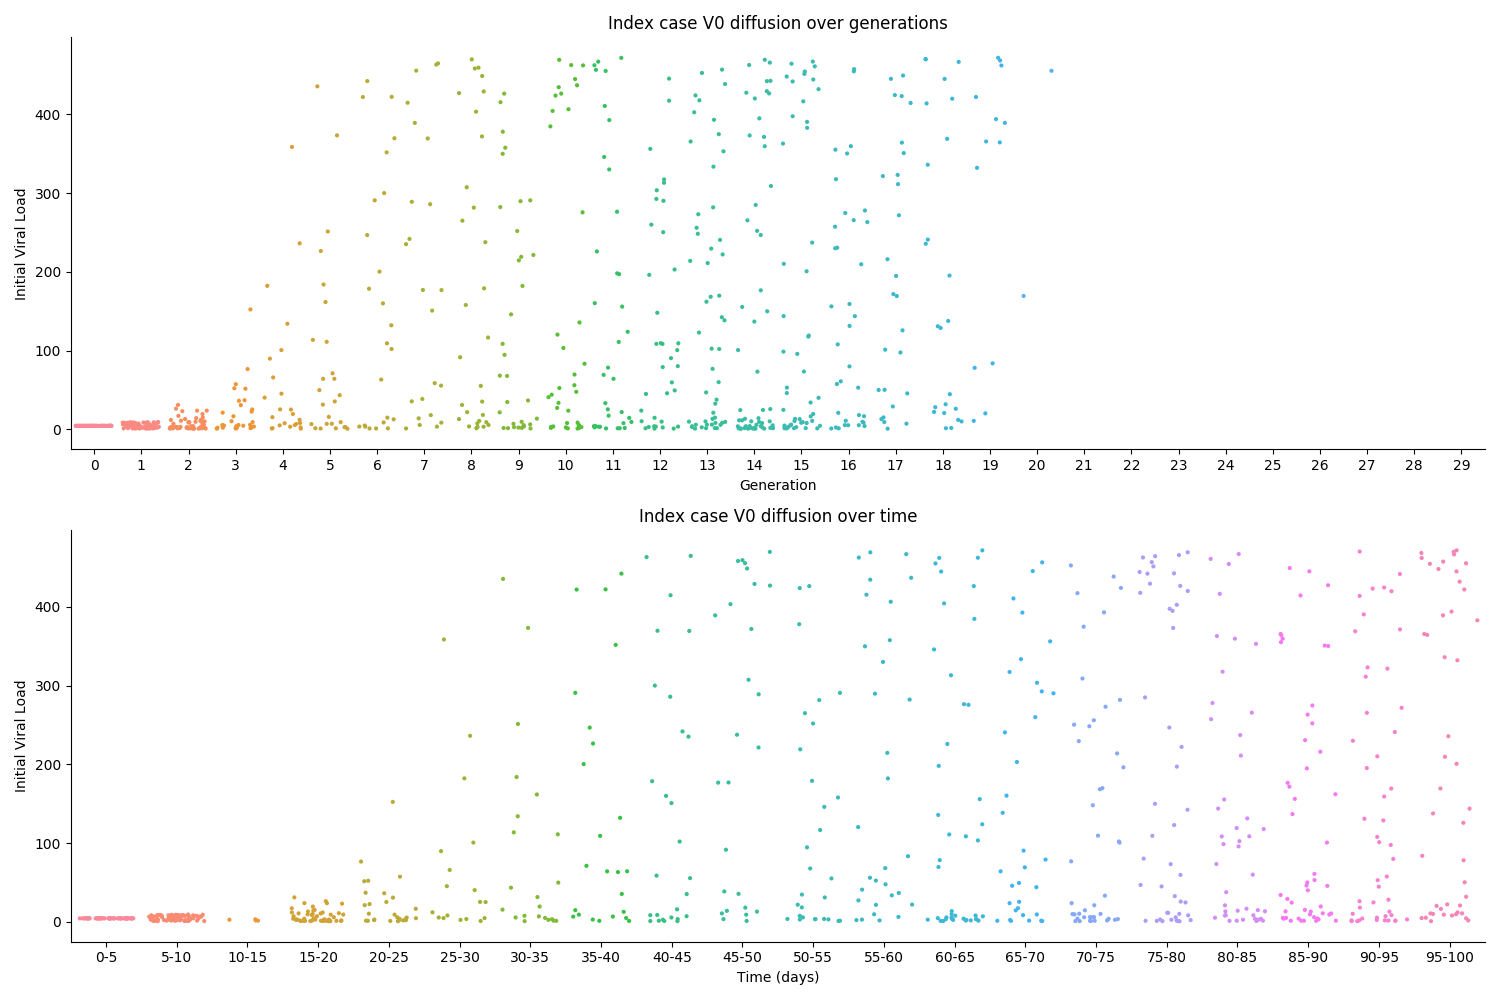 Index case V0 diffusion over generations
Initial Viral Load
400
300
200
100
0
0 1 2 3 4 5 6 7 8 9 10 11 12 13 14 15 16 17 18 19 20 21 22 23 24 25 26 27 28 29
Generation
Index case V0 diffusion over time
Initial Viral Load
400
300
200
100
0
0-5 5-10 10-15 15-20 20-25 25-30 30-35 35-40 40-45 45-50 50-55 55-60 60-65 65-70 70-75 75-80 80-85 85-90 90-95 95-100
Time (days)